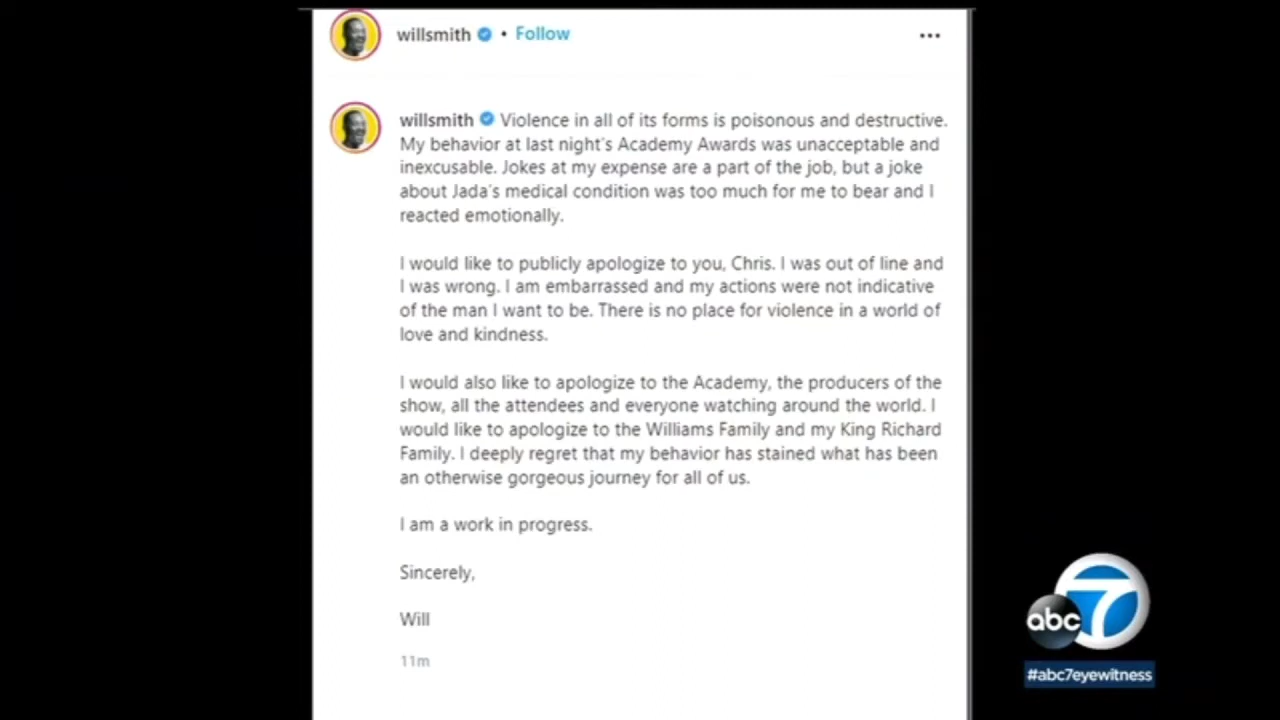 willsmith • Follow
willsmith Violence in all of its forms is poisonous and destructive.
My behavior at last night's Academy Awards was unacceptable and
inexcusable. Jokes at my expense are a part of the job, but a joke
about Jada's medical condition was too much for me to bear and I
reacted emotionally.
I would like to publicly apologize to you, Chris. I was out of line and
I was wrong. I am embarrassed and my actions were not indicative
of the man I want to be. There is no place for violence in a world of
love and kindness.
I would also like to apologize to the Academy, the producers of the
show, all the attendees and everyone watching around the world. I
would like to apologize to the Williams Family and my King Richard
Family. I deeply regret that my behavior has stained what has been
an otherwise gorgeous journey for all of us.
I am a work in progress.
Sincerely,
Will
11m
abc 7
#abc7eyewitness